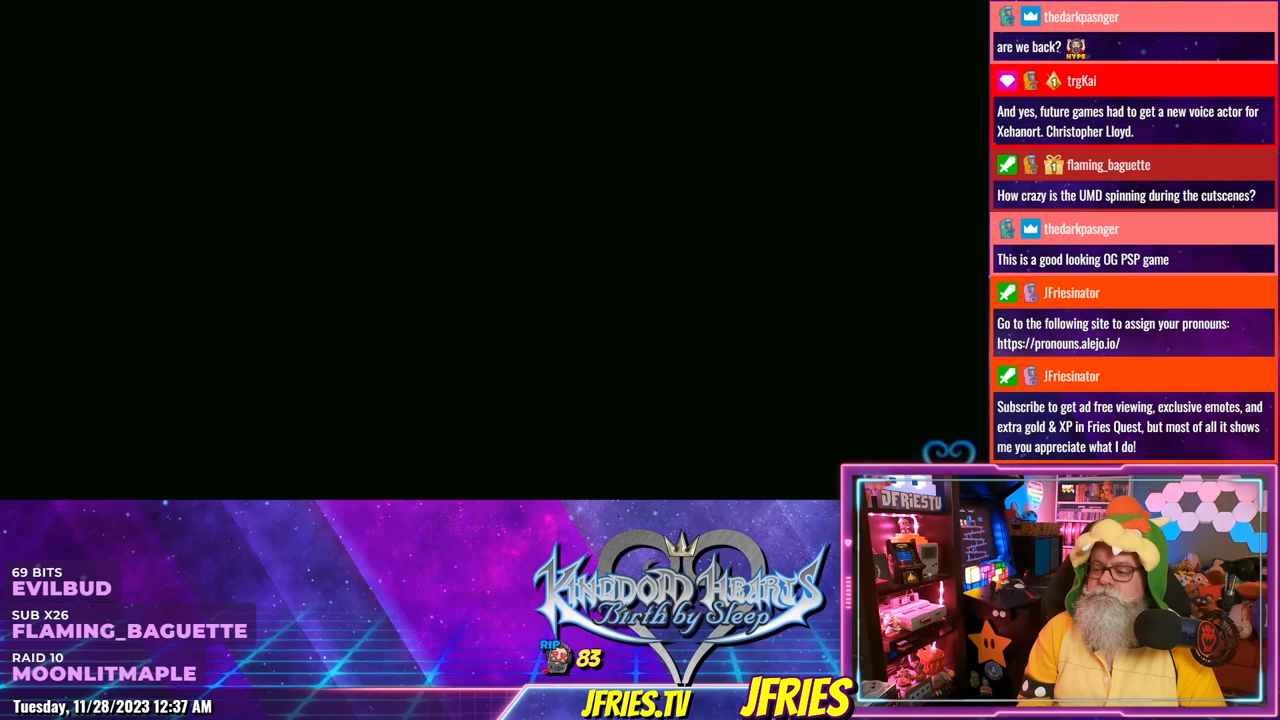 thedarkpasnger
are we back?
HYPE
1 trgKai
And yes, future games had to get a new voice actor for
Xehanort. Christopher Lloyd.
1 flaming_baguette
How crazy is the UMD spinning during the cutscenes?
thedarkpasnger
This is a good looking OG PSP game
JFriesinator
Go to the following site to assign your pronouns:
https://pronouns.alejo.io/
JFriesinator
Subscribe to get ad free viewing, exclusive emotes, and
extra gold & XP in Fries Quest, but most of all it shows
me you appreciate what I do!
69 BITS
EVILBUD
SUB X26
FLAMING_BAGUETTE
RAID 10
MOONLITMAPLE
Tuesday, 11/28/2023 12:37 AM
KINGDOM HEARTS
Birth by Sleep
RIP
83
JFRIES.TV
JFRIES
JFRIESTV